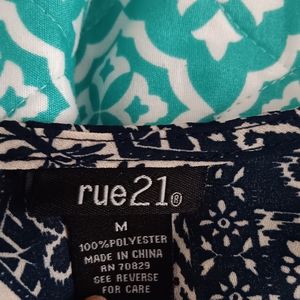 rue21®
M
100%POLYESTER
MADE IN CHINA
RN 70829
SEE REVERSE
FOR CARE